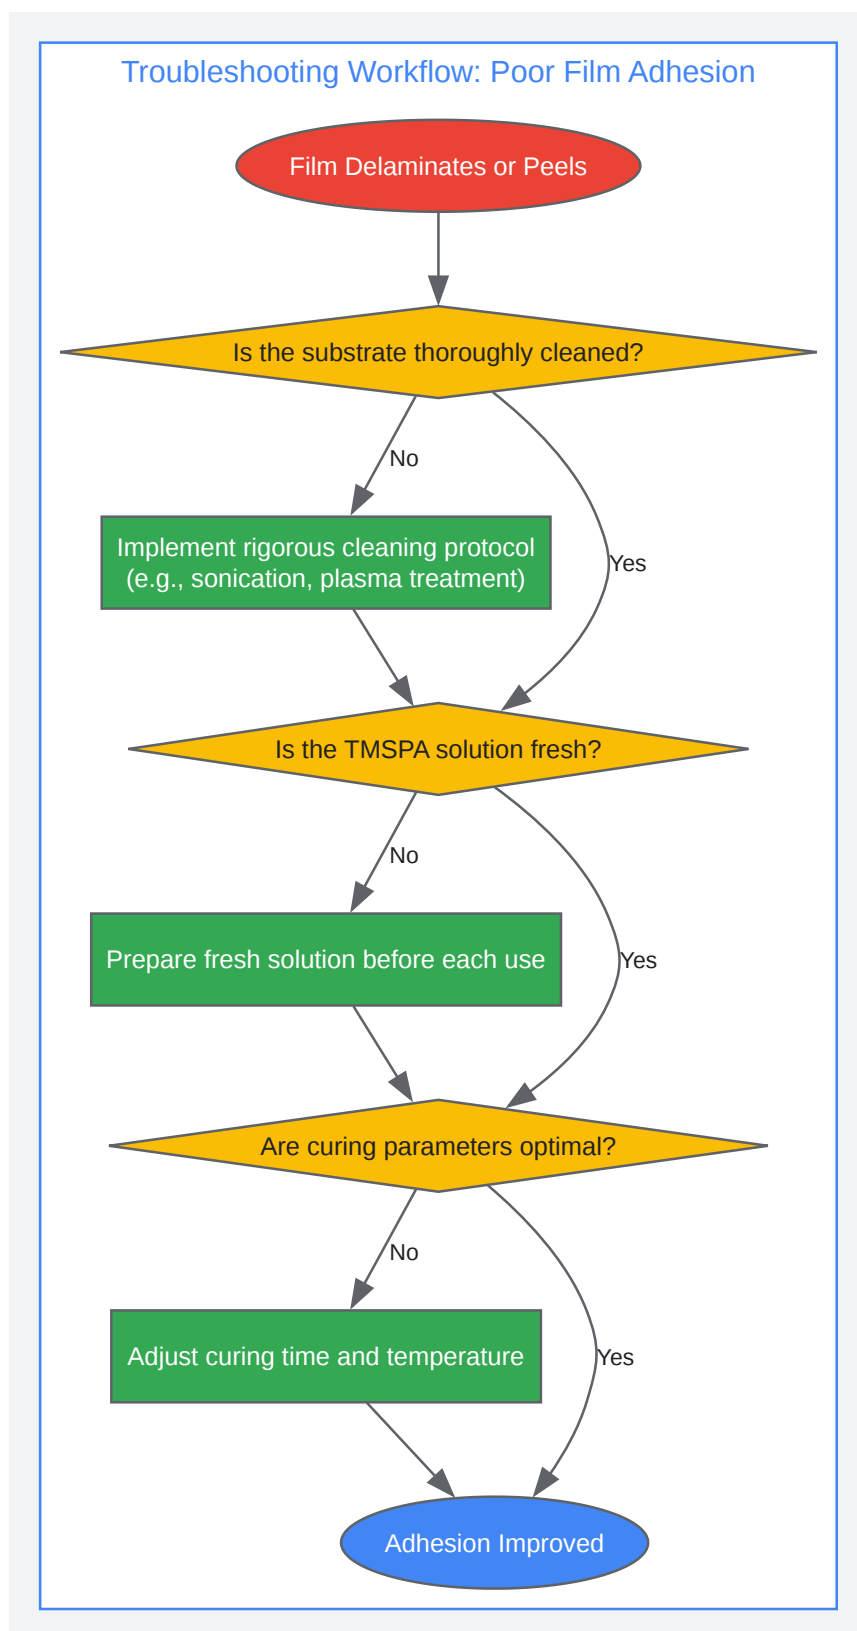 Troubleshooting Workflow: Poor Film Adhesion
Film Delaminates or Peels
Is the substrate thoroughly cleaned?
No
Implement rigorous cleaning protocol
(e.g., sonication, plasma treatment)
Yes
Is the TMSPA solution fresh?
No
Prepare fresh solution before each use
Yes
Are curing parameters optimal?
No
Adjust curing time and temperature
Yes
Adhesion Improved